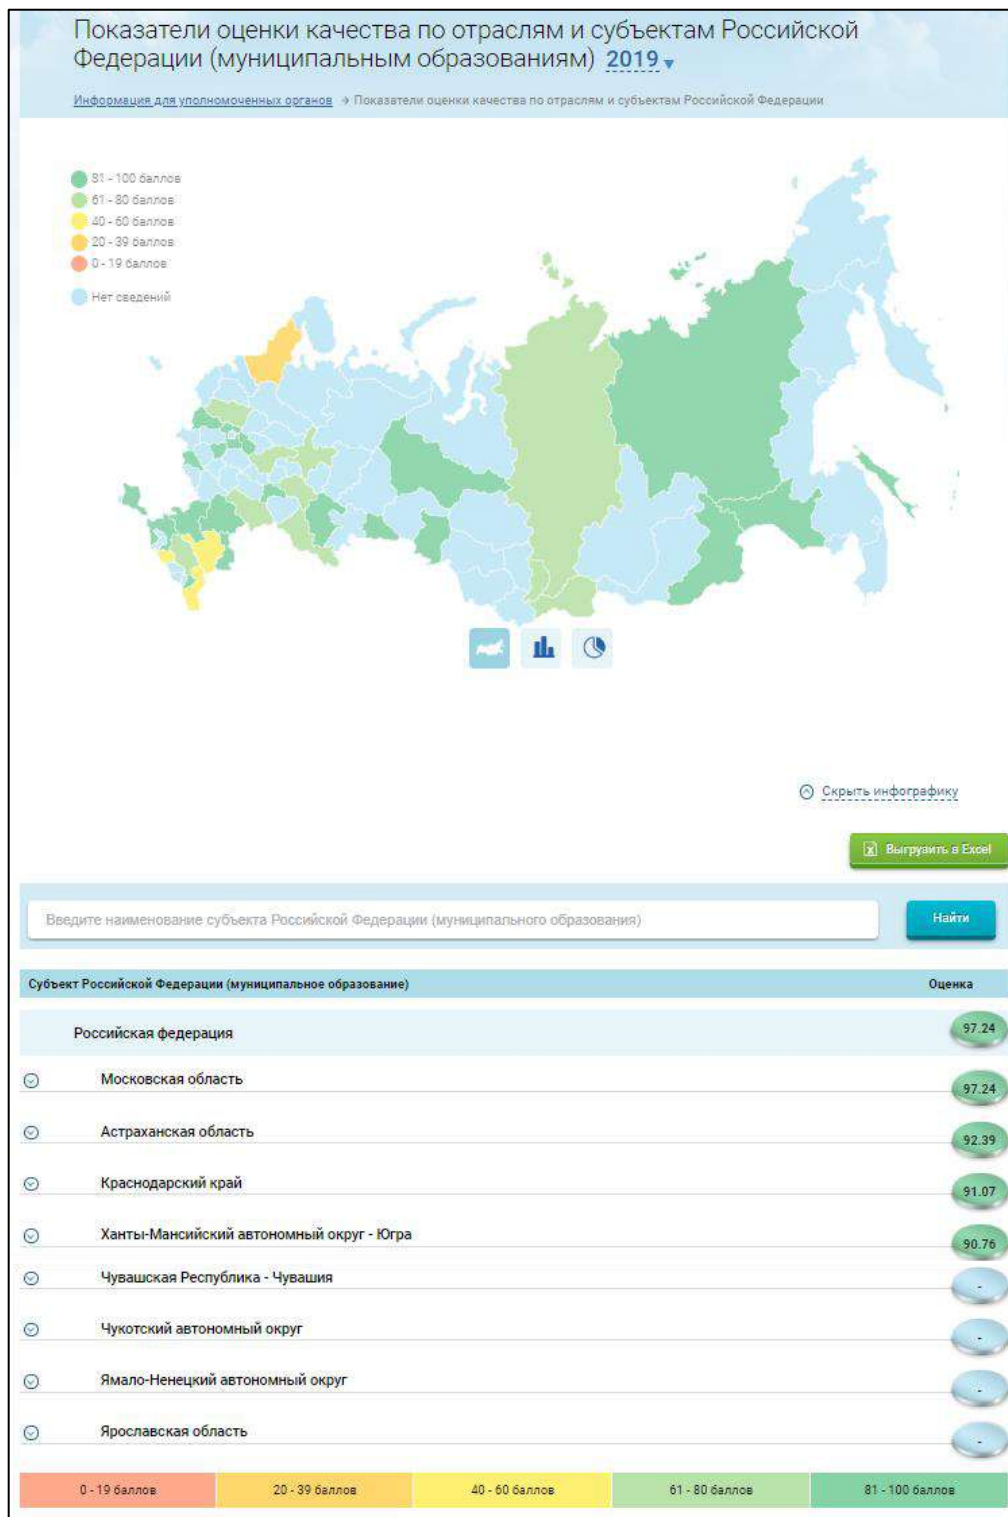 Показатели оценки качества по отраслям и субъектам Российской
Федерации (муниципальным образованиям) 2019
Информация для уполномоченных органов → Показатели оценки качества по отраслям и субъектам Российской Федерации
81 - 100 баллов
61 - 80 баллов
40 - 60 баллов
20 - 39 баллов
0 - 19 баллов
Нет сведений
Скрыть инфографику
Выгрузить в Excel
Введите наименование субъекта Российской Федерации (муниципального образования)
Найти
Субъект Российской Федерации (муниципальное образование) Оценка
Российская федерация 97.24
Московская область 97.24
Астраханская область 92.39
Краснодарский край 91.07
Ханты-Мансийский автономный округ - Югра 90.76
Чувашская Республика - Чувашия -
Чукотский автономный округ -
Ямало-Ненецкий автономный округ -
Ярославская область -
0 - 19 баллов 20 - 39 баллов 40 - 60 баллов 61 - 80 баллов 81 - 100 баллов